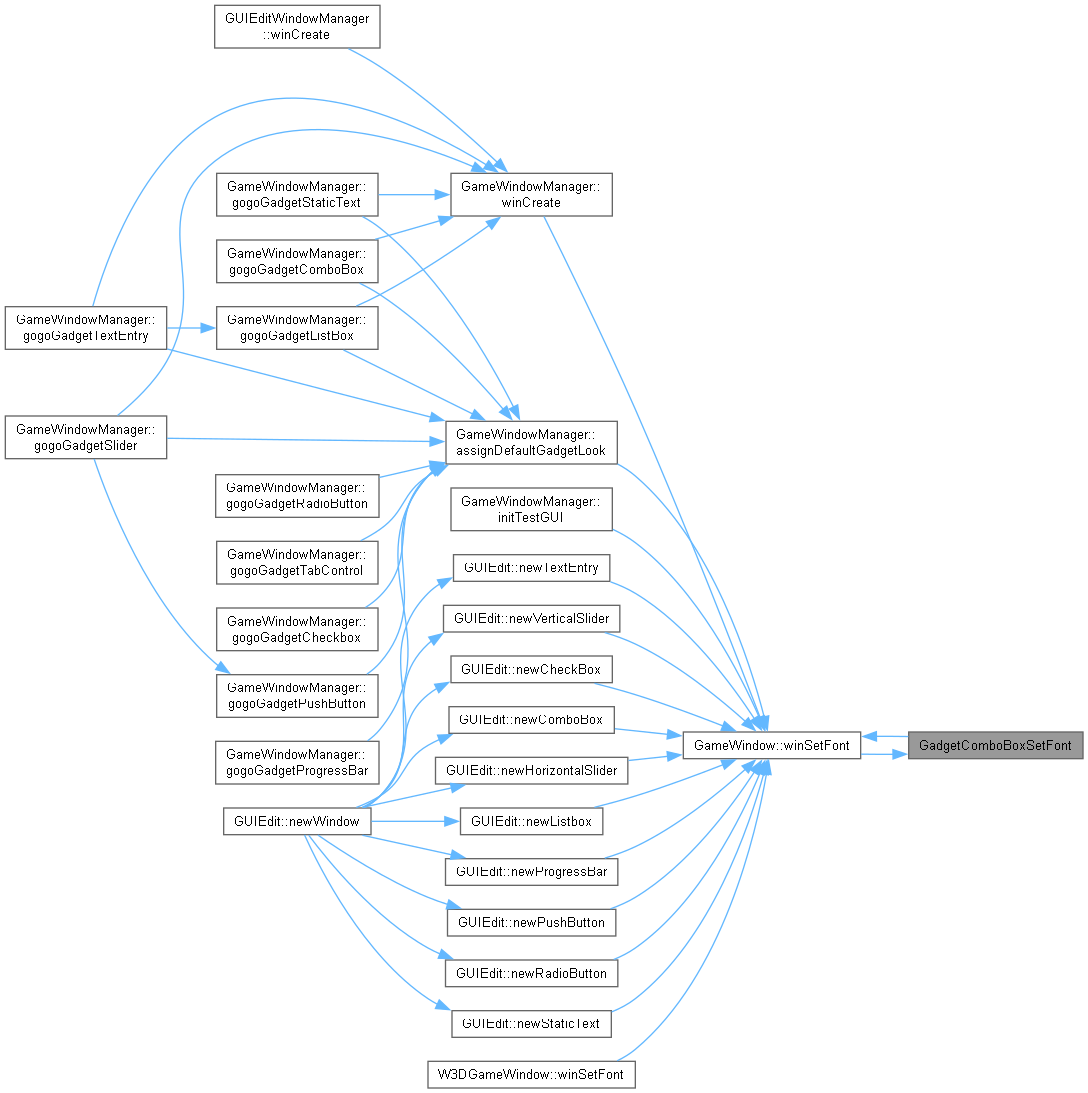 GUIEditWindowManager
::winCreate
GameWindowManager::
winCreate
GameWindowManager::
gogoGadgetStaticText
GameWindowManager::
gogoGadgetComboBox
GameWindowManager::
gogoGadgetTextEntry
GameWindowManager::
gogoGadgetListBox
GameWindowManager::
gogoGadgetSlider
GameWindowManager::
assignDefaultGadgetLook
GameWindowManager::
gogoGadgetRadioButton
GameWindowManager::
initTestGUI
GameWindowManager::
gogoGadgetTabControl
GUIEdit::newTextEntry
GameWindowManager::
gogoGadgetCheckbox
GUIEdit::newVerticalSlider
GUIEdit::newCheckBox
GameWindowManager::
gogoGadgetPushButton
GUIEdit::newComboBox
GameWindow::winSetFont
GadgetComboBoxSetFont
GameWindowManager::
gogoGadgetProgressBar
GUIEdit::newHorizontalSlider
GUIEdit::newWindow
GUIEdit::newListbox
GUIEdit::newProgressBar
GUIEdit::newPushButton
GUIEdit::newRadioButton
GUIEdit::newStaticText
W3DGameWindow::winSetFont